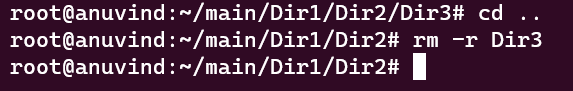 root@anuvind:~/main/Dir1/Dir2/Dir3# cd ..
root@anuvind:~/main/Dir1/Dir2# rm -r Dir3
root@anuvind:~/main/Dir1/Dir2#